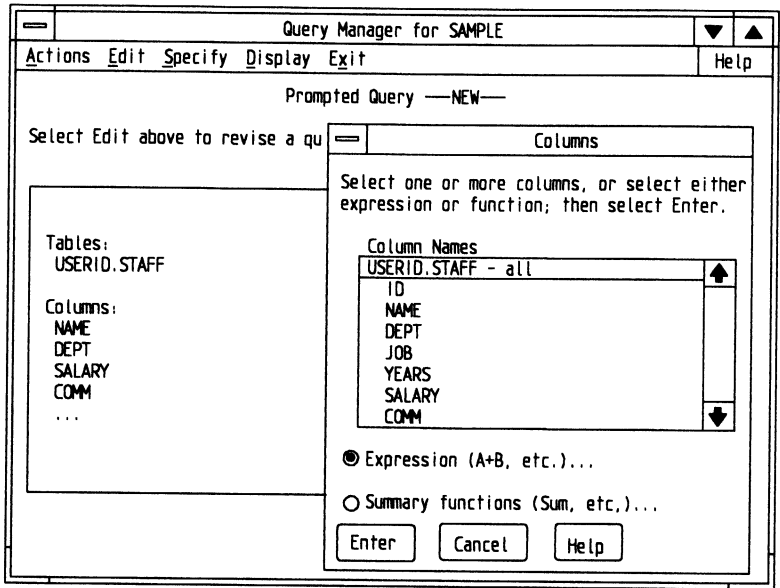 Query Manager for SAMPLE
Actions Edit Specify Display Exit Help
Prompted Query —NEW—
Select Edit above to revise a qu
Tables:
USERID.STAFF
Columns:
NAME
DEPT
SALARY
COMM
...
Columns
Select one or more columns, or select either
expression or function; then select Enter.
Column Names
USERID.STAFF - all
ID
NAME
DEPT
JOB
YEARS
SALARY
COMM
Expression (A+B, etc.)...
Summary functions (Sum, etc,)...
Enter Cancel Help